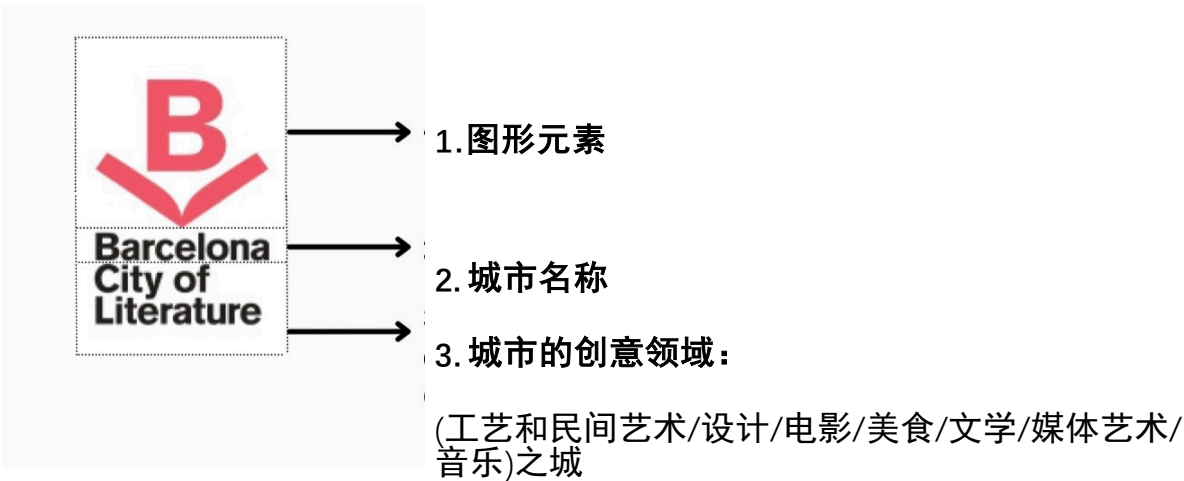 B
1.图形元素
Barcelona
City of
Literature
2. 城市名称
3. 城市的创意领域：
(工艺和民间艺术/设计/电影/美食/文学/媒体艺术/
音乐)之城